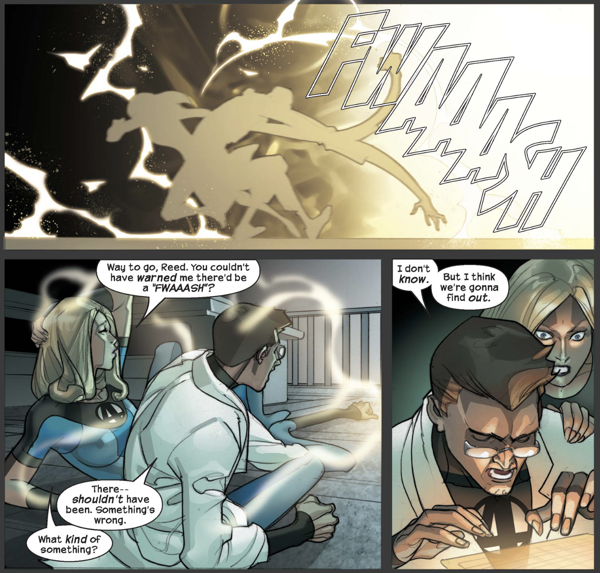 FWAAAASH
Way to go, Reed. You couldn't
have warned me there'd be
a "FWAAASH"?
There--
shouldn't have
been. Something's
wrong.
What kind of
something?
I don't
know.
But I think
we're gonna
find out.